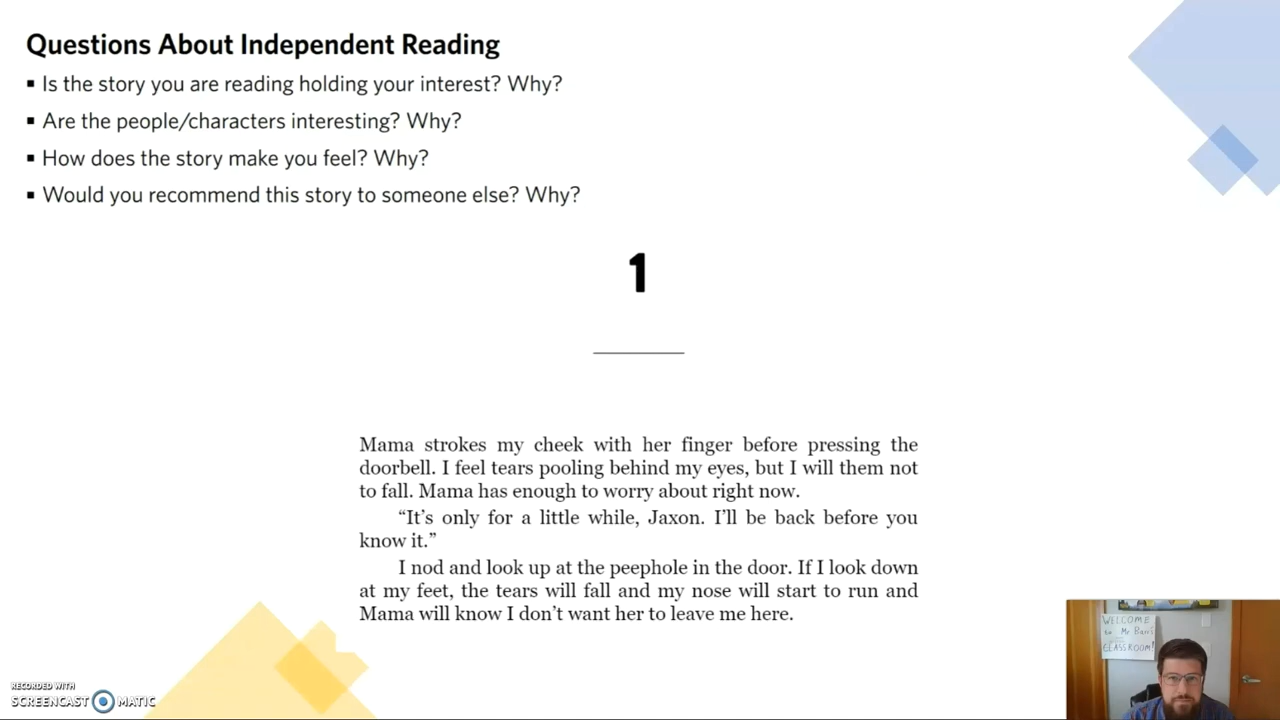 Questions About Independent Reading
▪ Is the story you are reading holding your interest? Why?
▪ Are the people/characters interesting? Why?
▪ How does the story make you feel? Why?
▪ Would you recommend this story to someone else? Why?
1
Mama strokes my cheek with her finger before pressing the
doorbell. I feel tears pooling behind my eyes, but I will them not
to fall. Mama has enough to worry about right now.
“It’s only for a little while, Jaxon. I’ll be back before you
know it.”
I nod and look up at the peephole in the door. If I look down
at my feet, the tears will fall and my nose will start to run and
Mama will know I don’t want her to leave me here.
WELCOME
to Mr Barr's
CLASSROOM!
RECORDED WITH
SCREENCAST MATIC